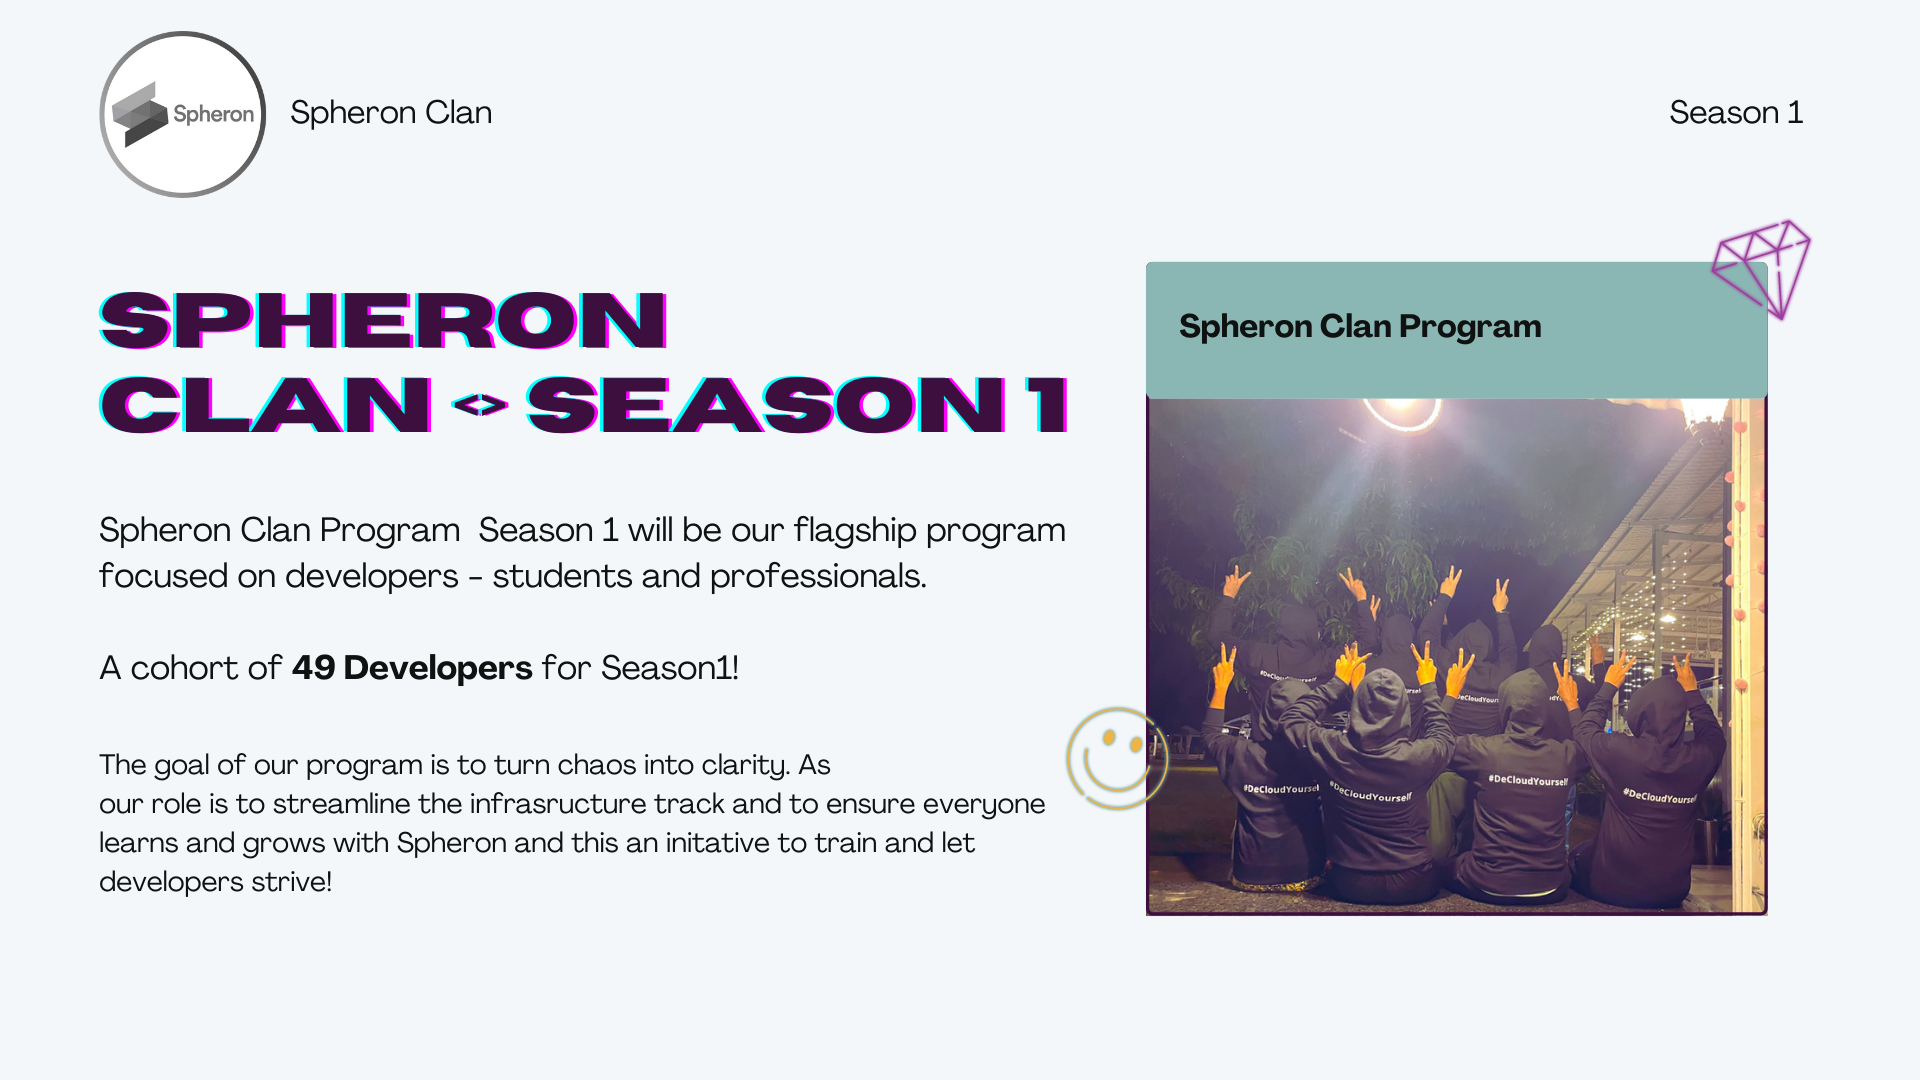 Spheron
Spheron Clan
Season 1
SPHERON
CLAN <> SEASON 1
Spheron Clan Program  Season 1 will be our flagship program
focused on developers - students and professionals.
A cohort of 49 Developers for Season1!
The goal of our program is to turn chaos into clarity. As
our role is to streamline the infrasructure track and to ensure everyone
learns and grows with Spheron and this an initative to train and let
developers strive!
Spheron Clan Program
#DeCloudYourself
#DeCloudYourself
#DeCloudYourself
#DeCloudYourself